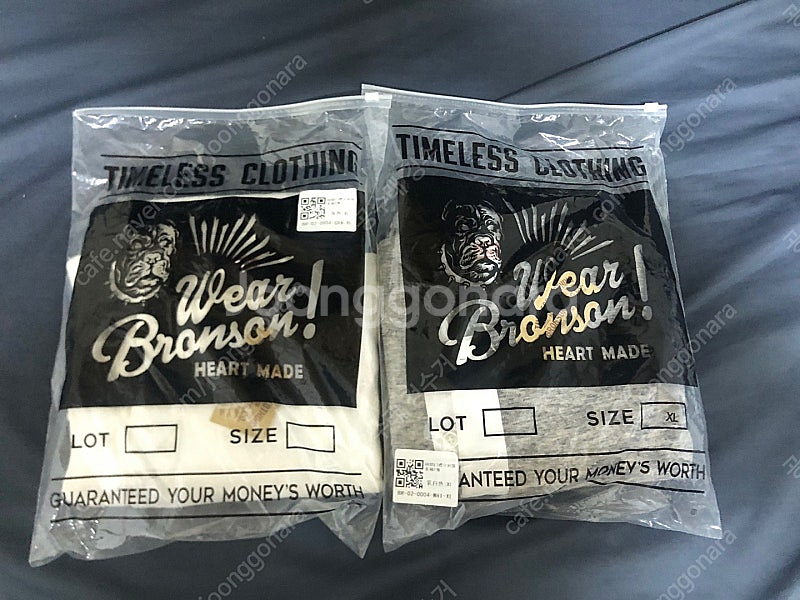 TIMELESS CLOTHING
Wear
Bronson!
HEART MADE
LOT
SIZE
GUARANTEED YOUR MONEY'S WORTH
TIMELESS CLOTHING
Wear
Bronson!
HEART MADE
LOT
SIZE XL
ANTEED YOUR MONEY'S WORTH
joonggonara